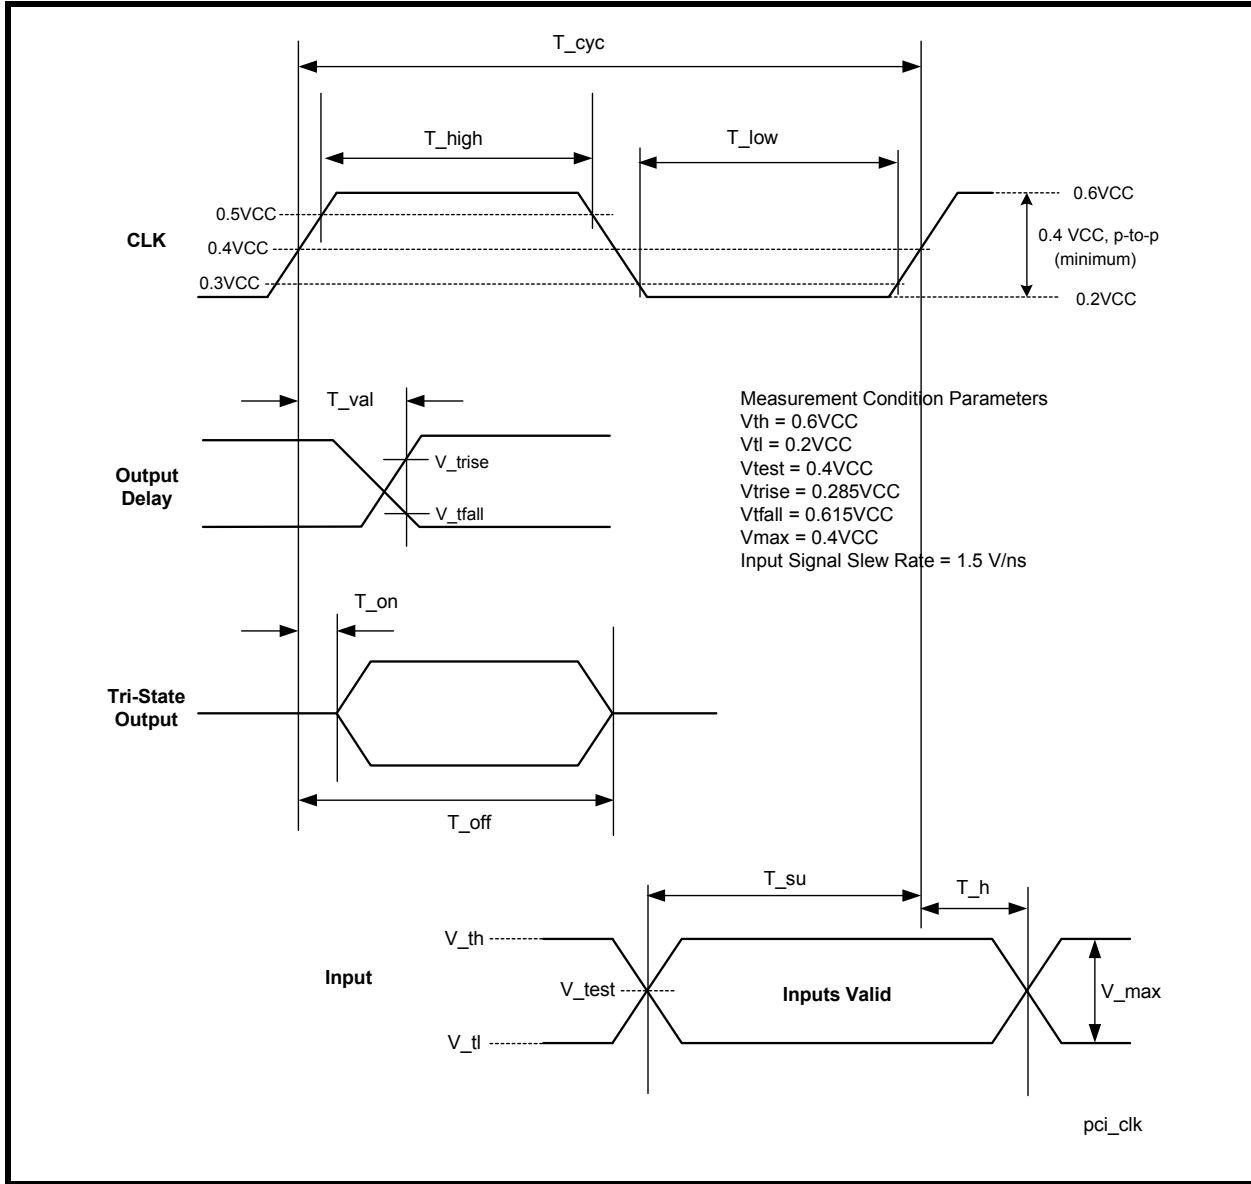 T_cyc
T_high
T_low
0.5VCC
0.6VCC
CLK
0.4VCC
0.4 VCC, p-to-p
(minimum)
0.3VCC
0.2VCC
T_val
Measurement Condition Parameters
Vth = 0.6VCC
Vtl = 0.2VCC
Vtest = 0.4VCC
Vtrise = 0.285VCC
Vtfall = 0.615VCC
Vmax = 0.4VCC
Input Signal Slew Rate = 1.5 V/ns
Output
Delay
V_trise
V_tfall
T_on
Tri-State
Output
T_off
T_su
T_h
V_th
Input
V_test
Inputs Valid
V_max
V_tl
pci_clk